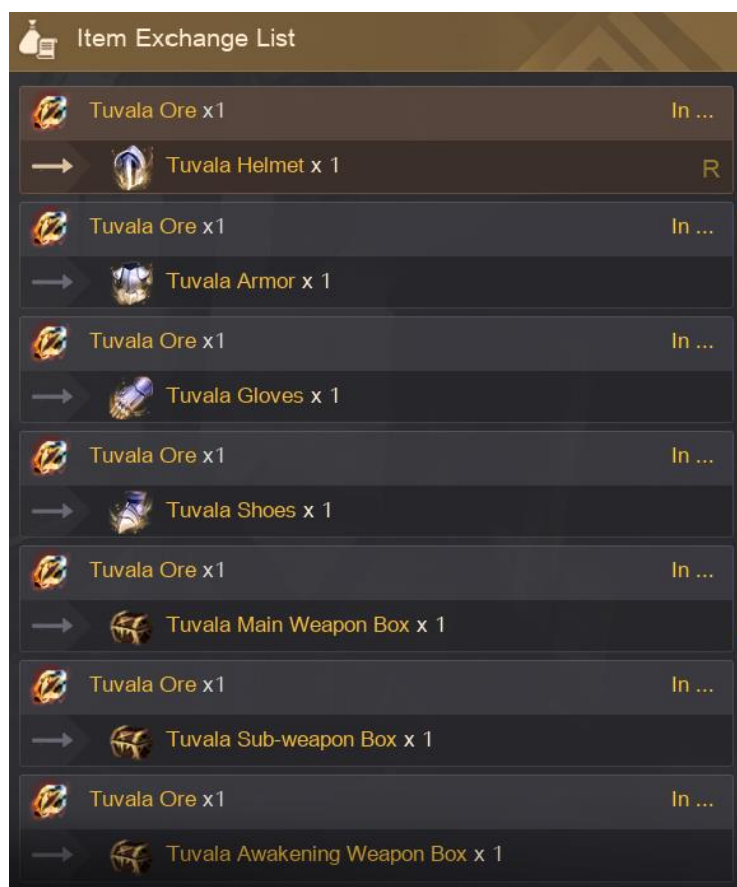 Item Exchange List
Tuvala Ore x1 In ...
Tuvala Helmet x 1 R
Tuvala Ore x1 In ...
Tuvala Armor x 1
Tuvala Ore x1 In ...
Tuvala Gloves x 1
Tuvala Ore x1 In ...
Tuvala Shoes x 1
Tuvala Ore x1 In ...
Tuvala Main Weapon Box x 1
Tuvala Ore x1 In ...
Tuvala Sub-weapon Box x 1
Tuvala Ore x1 In ...
Tuvala Awakening Weapon Box x 1